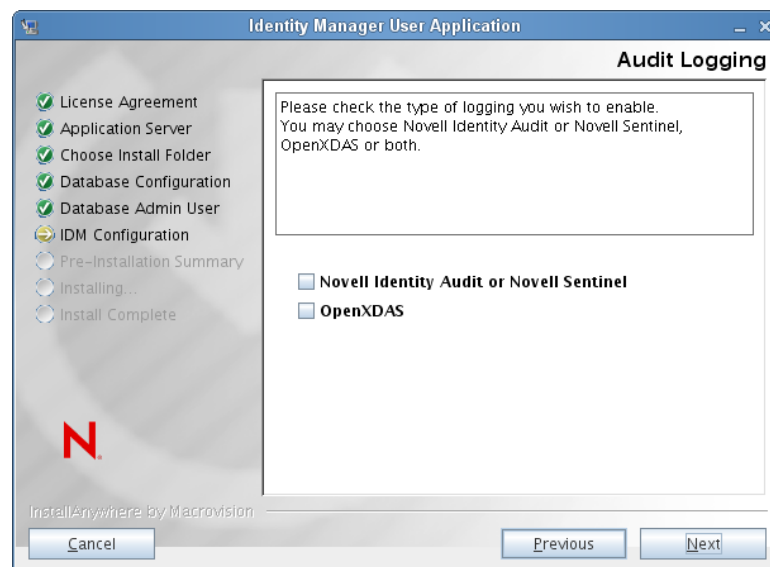 Identity Manager User Application
Audit Logging
License Agreement
Application Server
Choose Install Folder
Database Configuration
Database Admin User
IDM Configuration
Pre-Installation Summary
Installing...
Install Complete
Please check the type of logging you wish to enable.
You may choose Novell Identity Audit or Novell Sentinel,
OpenXDAS or both.
Novell Identity Audit or Novell Sentinel
OpenXDAS
N
InstallAnywhere by Macrovision
Cancel
Previous
Next